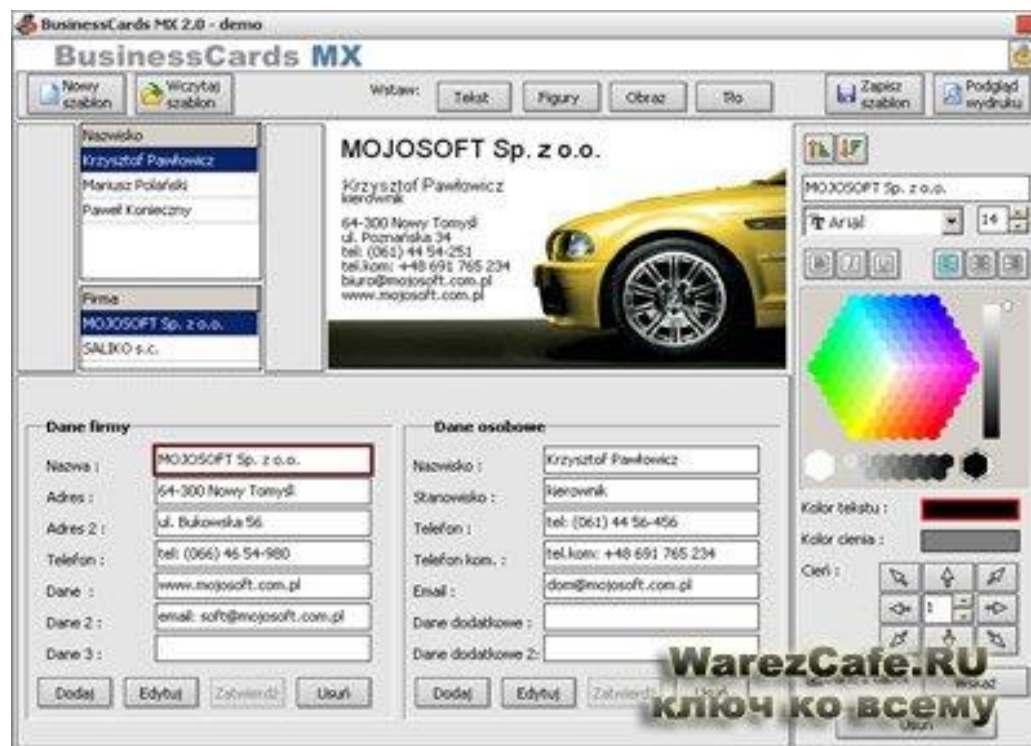 BusinessCards MX 2.0 - demo
BusinessCards MX
Nowy szablon
Wczytaj szablon
Wstaw:
Tekst
Figury
Obraz
Tło
Zapisz szablon
Podgląd wydruku
Nazwisko
Krzysztof Pawłowicz
Mariusz Polański
Paweł Konieczny
Firma
MOJOSOFT Sp. z o.o.
SALIKO s.c.
MOJOSOFT Sp. z o.o.
Krzysztof Pawłowicz
kierownik
64-300 Nowy Tomyśl
ul. Poznańska 34
tel: (061) 44 54-251
tel.kom: +48 691 765 234
biuro@mojosoft.com.pl
www.mojosoft.com.pl
MOJOSOFT Sp. z o.o.
Arial
14
B I U
Kolor tekstu :
Kolor cienia :
Cień :
1
Dane firmy
Nazwa : MOJOSOFT Sp. z o.o.
Adres : 64-300 Nowy Tomyśl
Adres 2 : ul. Bukowska 56
Telefon : tel: (066) 46 54-980
Dane : www.mojosoft.com.pl
Dane 2 : email: soft@mojosoft.com.pl
Dane 3 :
Dodaj
Edytuj
Zatwierdź
Usuń
Dane osobowe
Nazwisko : Krzysztof Pawłowicz
Stanowisko : kierownik
Telefon : tel: (061) 44 56-456
Telefon kom. : tel.kom: +48 691 765 234
Email : dom@mojosoft.com.pl
Dane dodatkowe :
Dane dodatkowe 2:
Dodaj
Edytuj
Zatwierdź
Usuń
Wskaż
Usuń
WarezCafe.RU
ключ ко всему